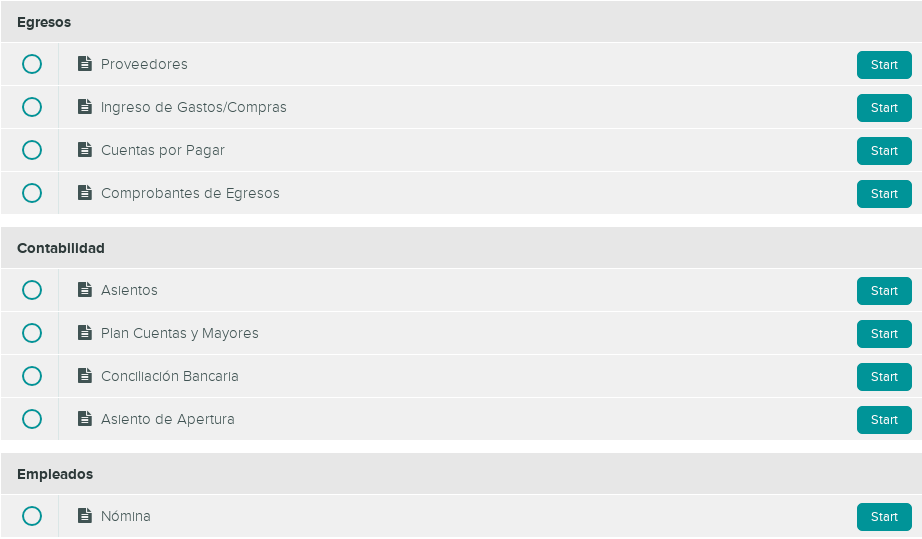 Egresos
Proveedores Start
Ingreso de Gastos/Compras Start
Cuentas por Pagar Start
Comprobantes de Egresos Start
Contabilidad
Asientos Start
Plan Cuentas y Mayores Start
Conciliación Bancaria Start
Asiento de Apertura Start
Empleados
Nómina Start